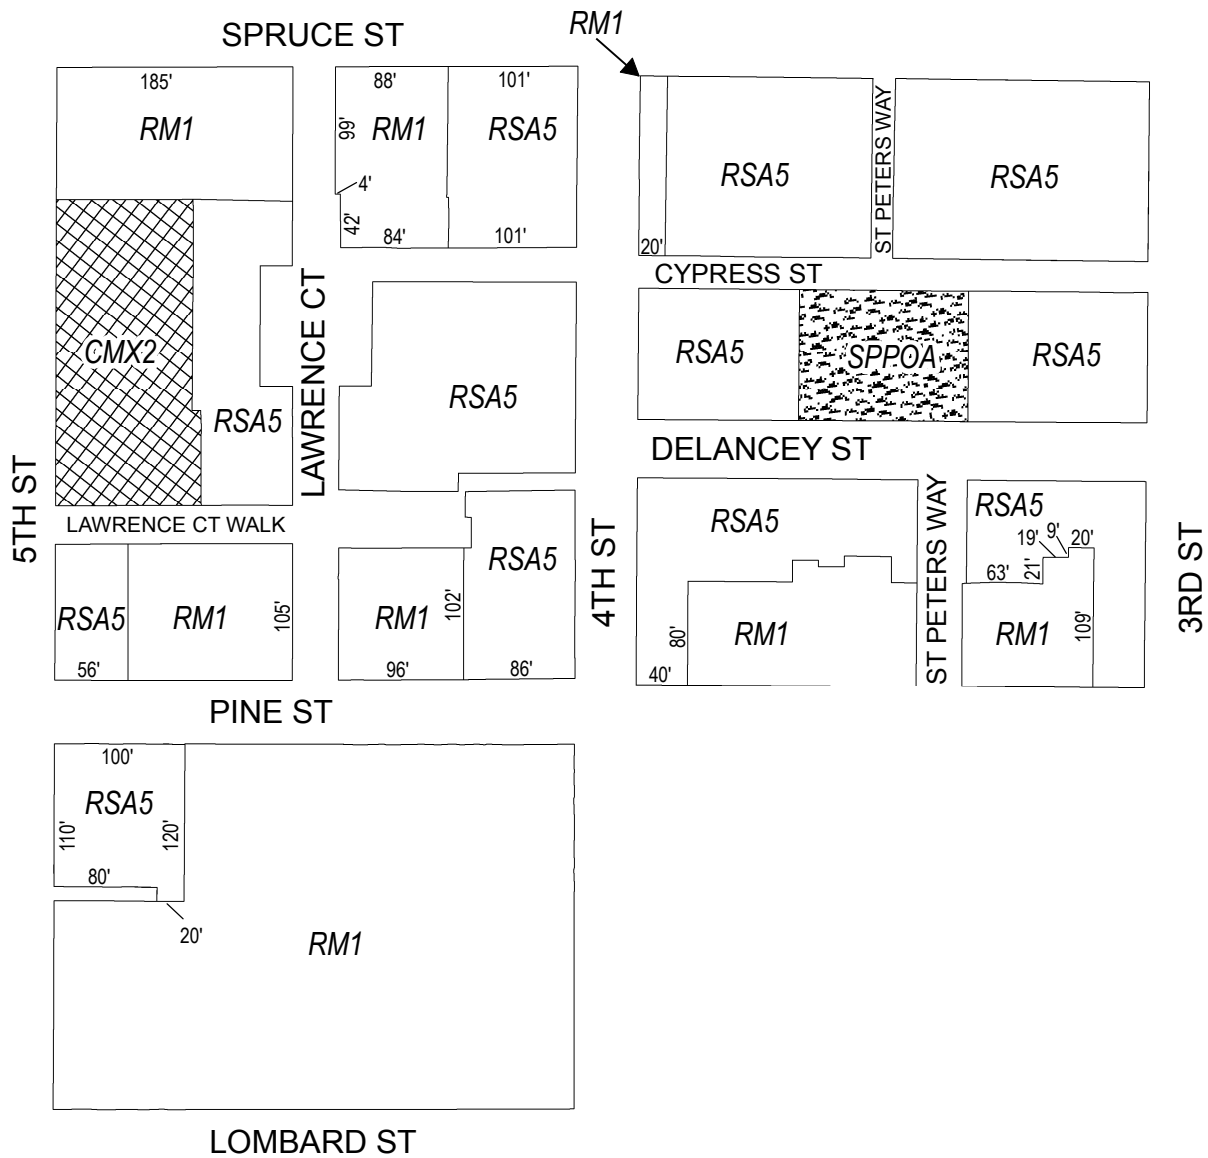 SPRUCE ST
RM1
185'
RM1
88'
99'
RM1
4'
42'
84'
101'
RSA5
101'
20'
RSA5
ST PETERS WAY
RSA5
CYPRESS ST
CMX2
RSA5
LAWRENCE CT
RSA5
RSA5
SPPOA
RSA5
DELANCEY ST
5TH ST
LAWRENCE CT WALK
RSA5
56'
RM1
105'
RM1
102'
96'
RSA5
86'
4TH ST
RSA5
80'
40'
RM1
ST PETERS WAY
RSA5
19'
9'
20'
63'
21'
RM1
109'
3RD ST
PINE ST
100'
RSA5
110'
120'
80'
20'
RM1
LOMBARD ST